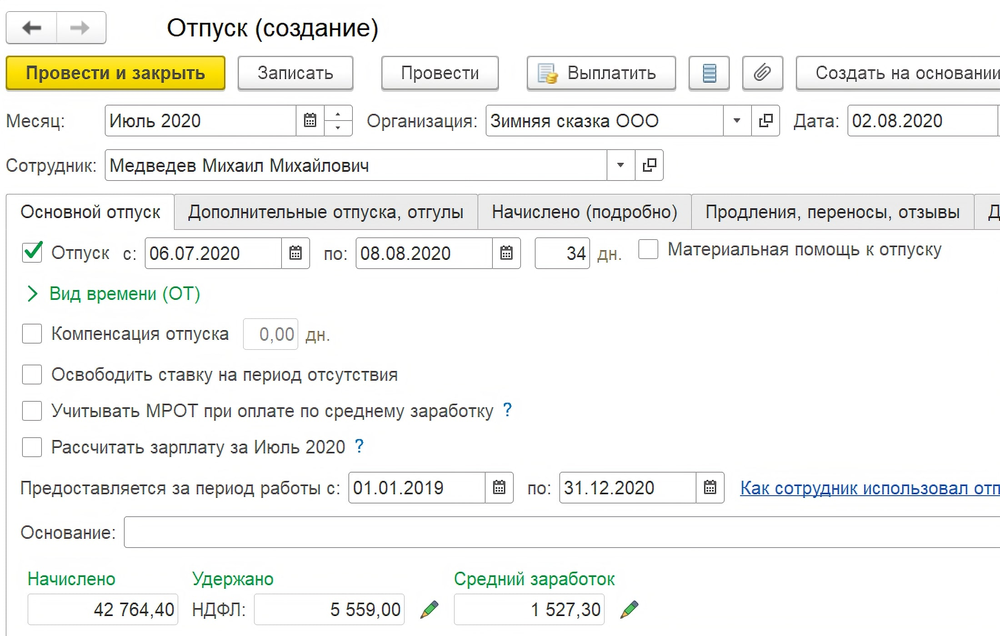 Отпуск (создание)
Провести и закрыть Записать Провести Выплатить Создать на основании
Месяц: Июль 2020 Организация: Зимняя сказка ООО Дата: 02.08.2020
Сотрудник: Медведев Михаил Михайлович
Основной отпуск Дополнительные отпуска, отгулы Начислено (подробно) Продления, переносы, отзывы
Отпуск с: 06.07.2020 по: 08.08.2020 34 дн. Материальная помощь к отпуску
Вид времени (ОТ)
Компенсация отпуска 0,00 дн.
Освободить ставку на период отсутствия
Учитывать МРОТ при оплате по среднему заработку ?
Рассчитать зарплату за Июль 2020 ?
Предоставляется за период работы с: 01.01.2019 по: 31.12.2020 Как сотрудник использовал отп
Основание:
Начислено Удержано Средний заработок
42 764,40 НДФЛ: 5 559,00 1 527,30